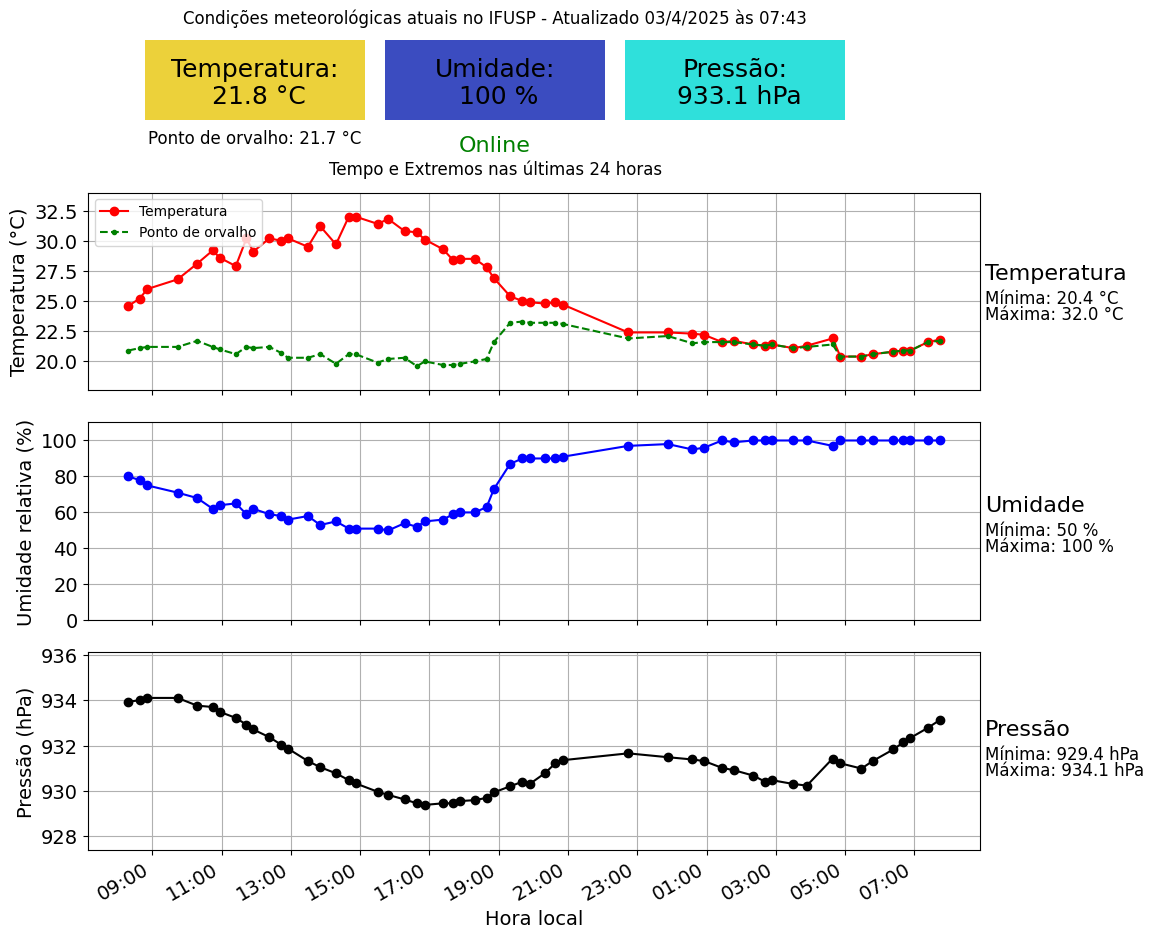 Condições meteorológicas atuais no IFUSP - Atualizado 03/4/2025 às 07:43
Temperatura:
21.8 °C
Umidade:
100 %
Pressão:
933.1 hPa
Ponto de orvalho: 21.7 °C
Online
Tempo e Extremos nas últimas 24 horas
Temperatura (°C)
32.5
30.0
27.5
25.0
22.5
20.0
Temperatura
Ponto de orvalho
Temperatura
Mínima: 20.4 °C
Máxima: 32.0 °C
Umidade relativa (%)
100
80
60
40
20
0
Umidade
Mínima: 50 %
Máxima: 100 %
Pressão (hPa)
936
934
932
930
928
Pressão
Mínima: 929.4 hPa
Máxima: 934.1 hPa
09:00 11:00 13:00 15:00 17:00 19:00 21:00 23:00 01:00 03:00 05:00 07:00
Hora local